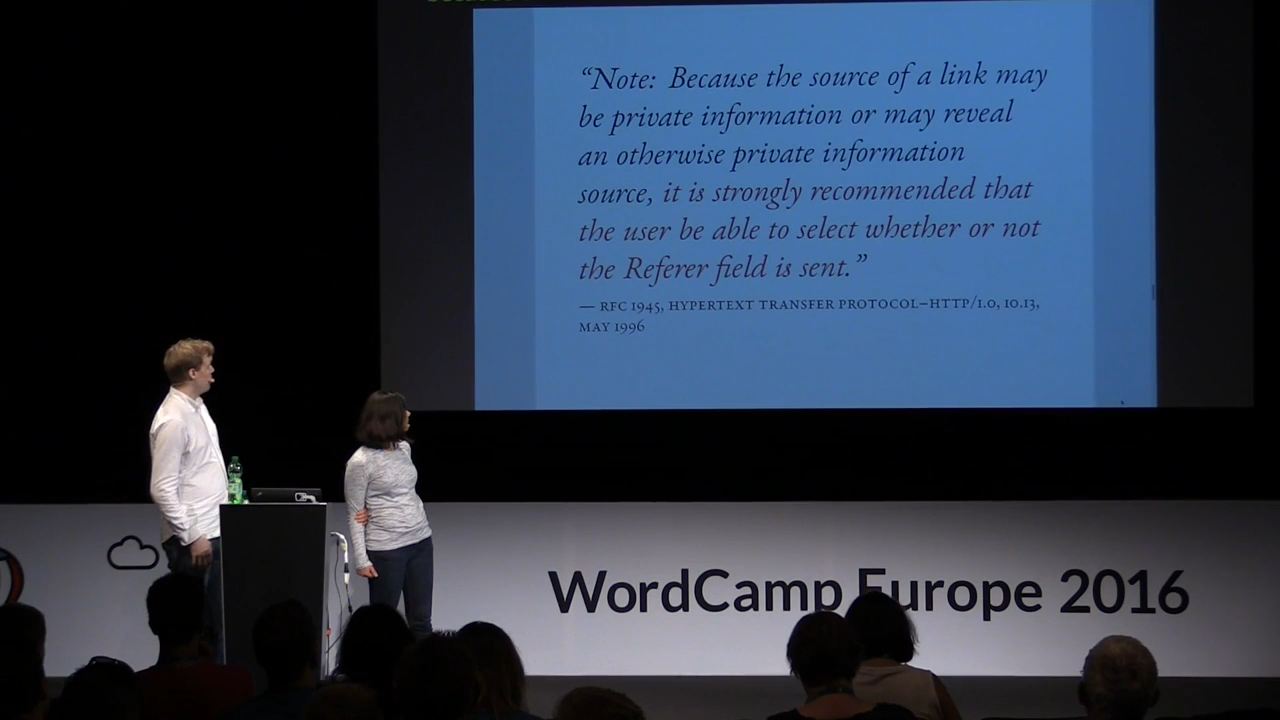 “Note: Because the source of a link may
be private information or may reveal
an otherwise private information
source, it is strongly recommended that
the user be able to select whether or not
the Referer field is sent.”
— RFC 1945, HYPERTEXT TRANSFER PROTOCOL–HTTP/1.0, 10.13,
MAY 1996
WordCamp Europe 2016